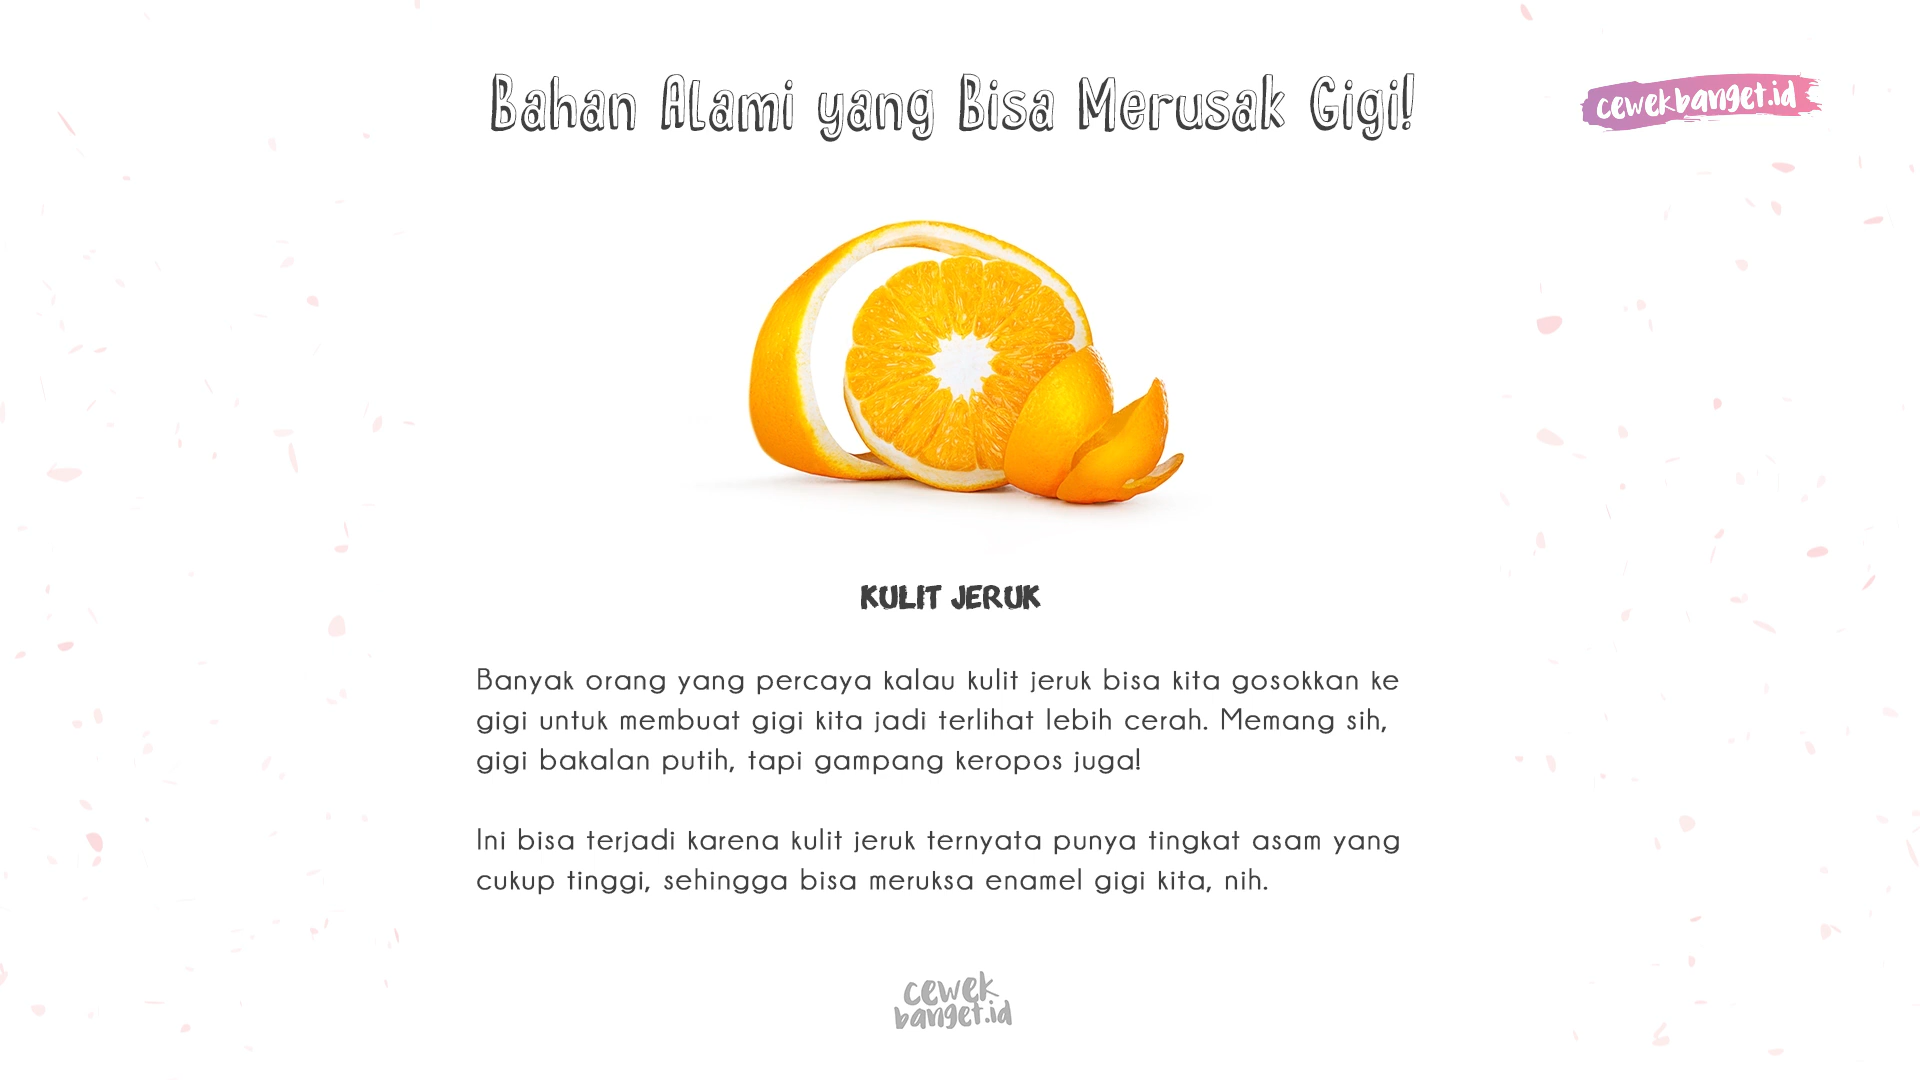 Bahan Alami yang Bisa Merusak Gigi!
cewekbanget.id
KULIT JERUK
Banyak orang yang percaya kalau kulit jeruk bisa kita gosokkan ke
gigi untuk membuat gigi kita jadi terlihat lebih cerah. Memang sih,
gigi bakalan putih, tapi gampang keropos juga!
Ini bisa terjadi karena kulit jeruk ternyata punya tingkat asam yang
cukup tinggi, sehingga bisa meruksa enamel gigi kita, nih.
cewek
banget.id